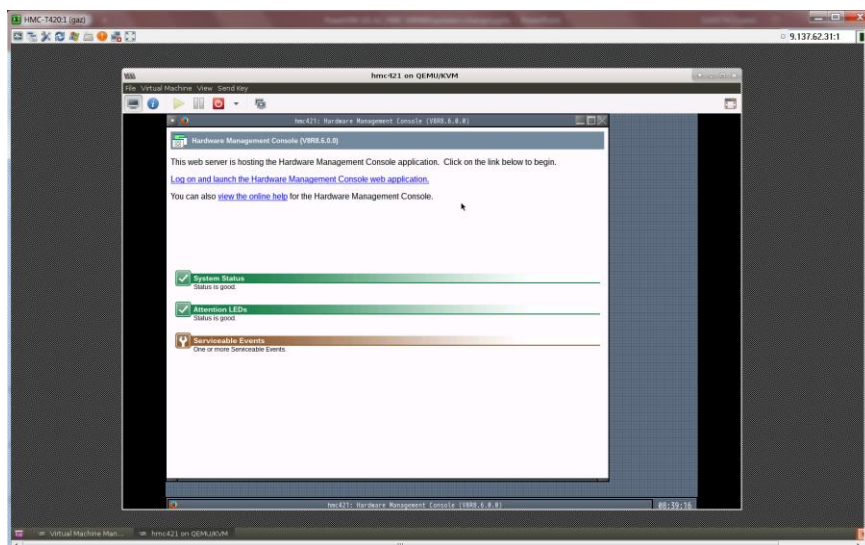 HMC-T420:1 (gaz)
9.137.62.31:1
hmc421 on QEMU/KVM
File Virtual Machine View Send Key
hmc421: Hardware Management Console (V8R8.6.0.0)
Hardware Management Console (V8R8.6.0.0)
This web server is hosting the Hardware Management Console application. Click on the link below to begin.
Log on and launch the Hardware Management Console web application.
You can also view the online help for the Hardware Management Console.
System Status
Status is good.
Attention LEDs
Status is good.
Serviceable Events
One or more Serviceable Events.
hmc421: Hardware Management Console (V8R8.6.0.0)
08:39:16
Virtual Machine Man...
hmc421 on QEMU/KVM